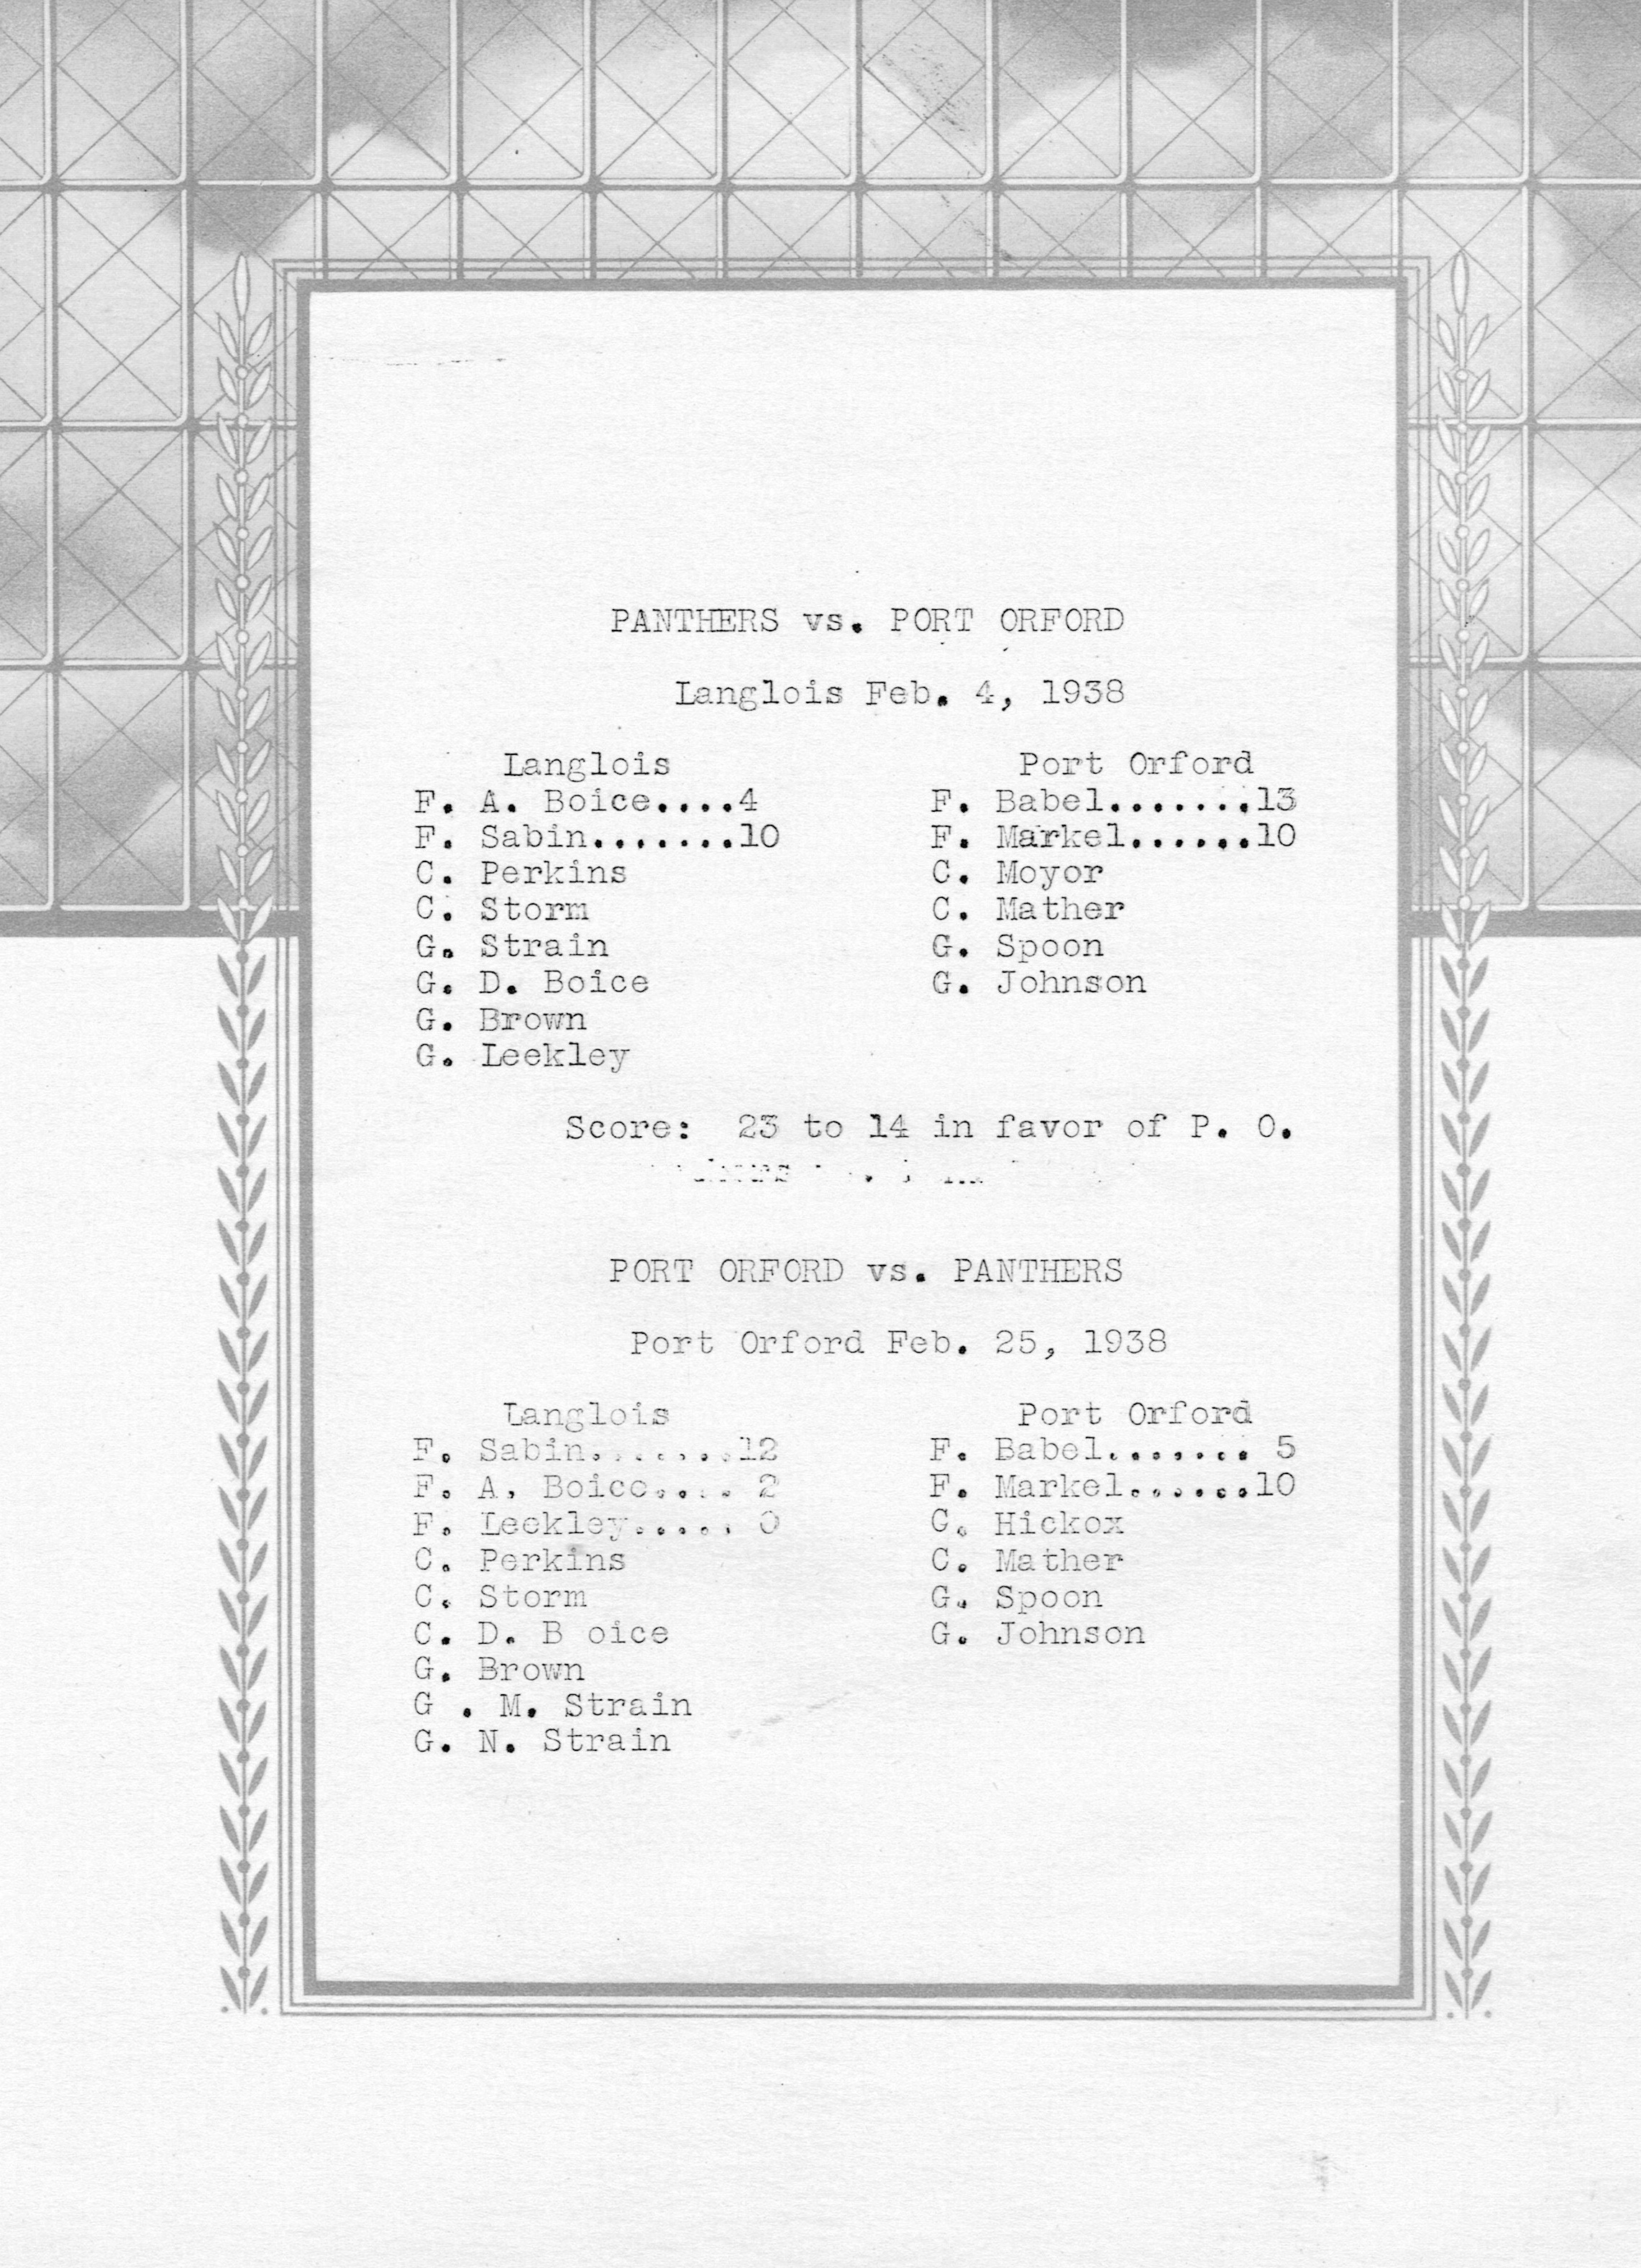 PANTHERS vs. PORT ORFORD
Langlois Feb. 4, 1938
Langlois
F. A. Boice....4
F. Sabin.......10
C. Perkins
C. Storm
G. Strain
G. D. Boice
G. Brown
G. Leekley
Port Orford
F. Babel.......13
F. Markel......10
C. Moyor
C. Mather
G. Spoon
G. Johnson
Score: 23 to 14 in favor of P. O.
PORT ORFORD vs. PANTHERS
Port Orford Feb. 25, 1938
Langlois
F. Sabin.......12
F. A. Boice.... 2
F. Leekley..... 0
C. Perkins
C. Storm
C. D. B oice
G. Brown
G . M. Strain
G. N. Strain
Port Orford
F. Babel....... 5
F. Markel......10
C. Hickox
C. Mather
G. Spoon
G. Johnson